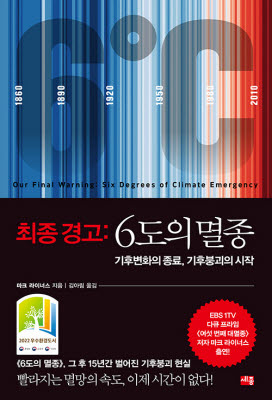 6°C
1860 1890 1920 1950 1980 2010
Our Final Warning: Six Degrees of Climate Emergency
최종 경고: 6도의 멸종
기후변화의 종료, 기후붕괴의 시작
마크 라이너스 지음 | 김아림 옮김
EBS 1TV
다큐 프라임
<여섯 번째 대멸종>
저자 마크 라이너스
출연!
2022 우수환경도서
《6도의 멸종》, 그 후 15년간 벌어진 기후붕괴 현실
빨라지는 멸망의 속도, 이제 시간이 없다!
세종